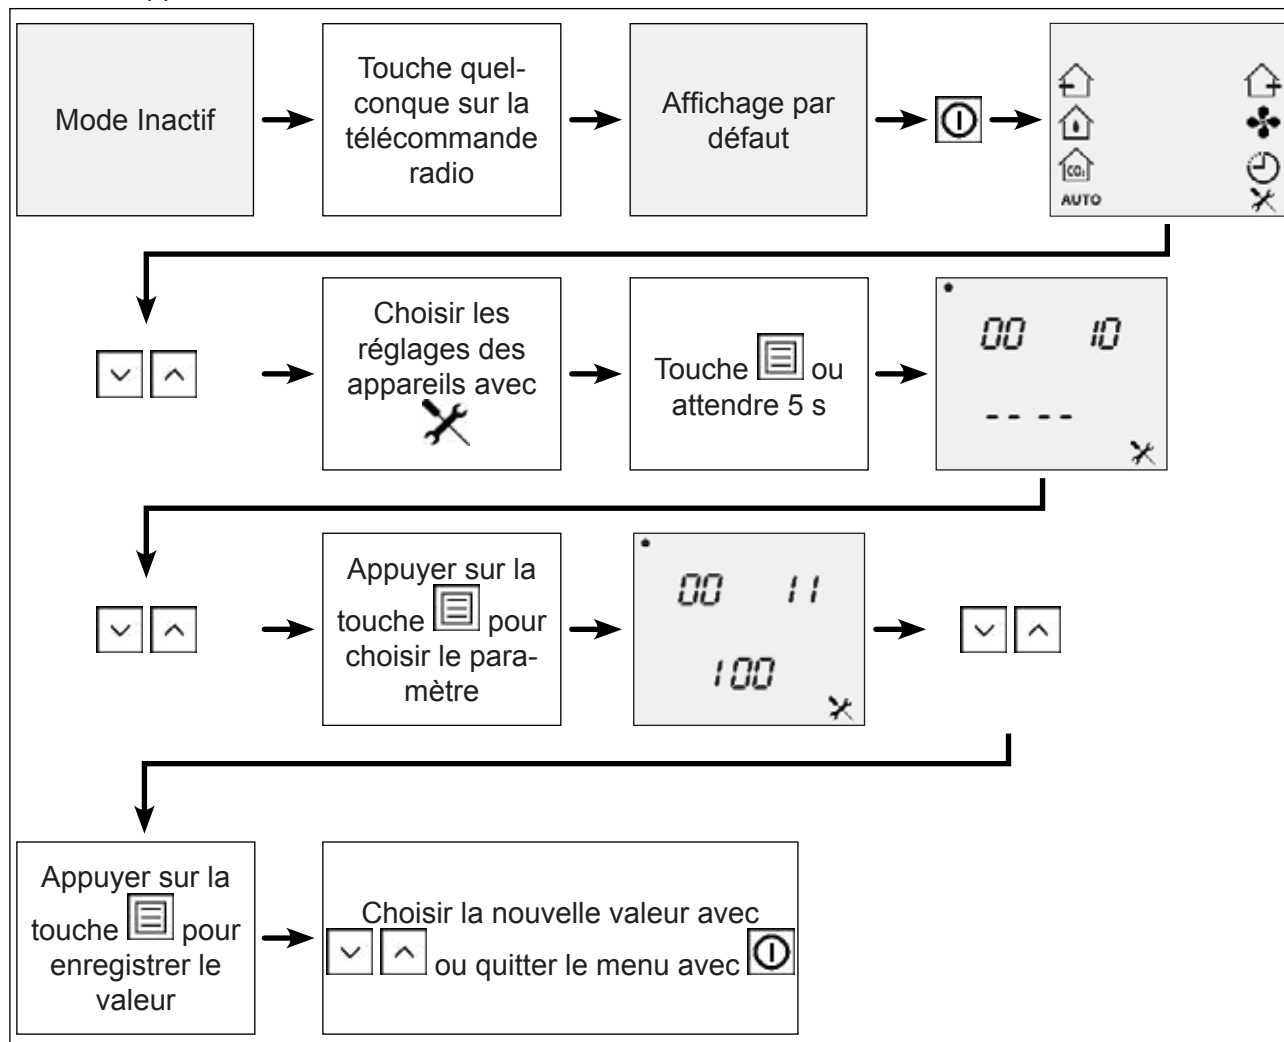 Mode Inactif
Touche quel-
conque sur la
télécommande
radio
Affichage par
défaut
CO₂
AUTO
Choisir les
réglages des
appareils avec
Touche ou
attendre 5 s
00 10
-- --
Appuyer sur la
touche pour
choisir le para-
mètre
00 11
100
Appuyer sur la
touche pour
enregistrer le
valeur
Choisir la nouvelle valeur avec
ou quitter le menu avec